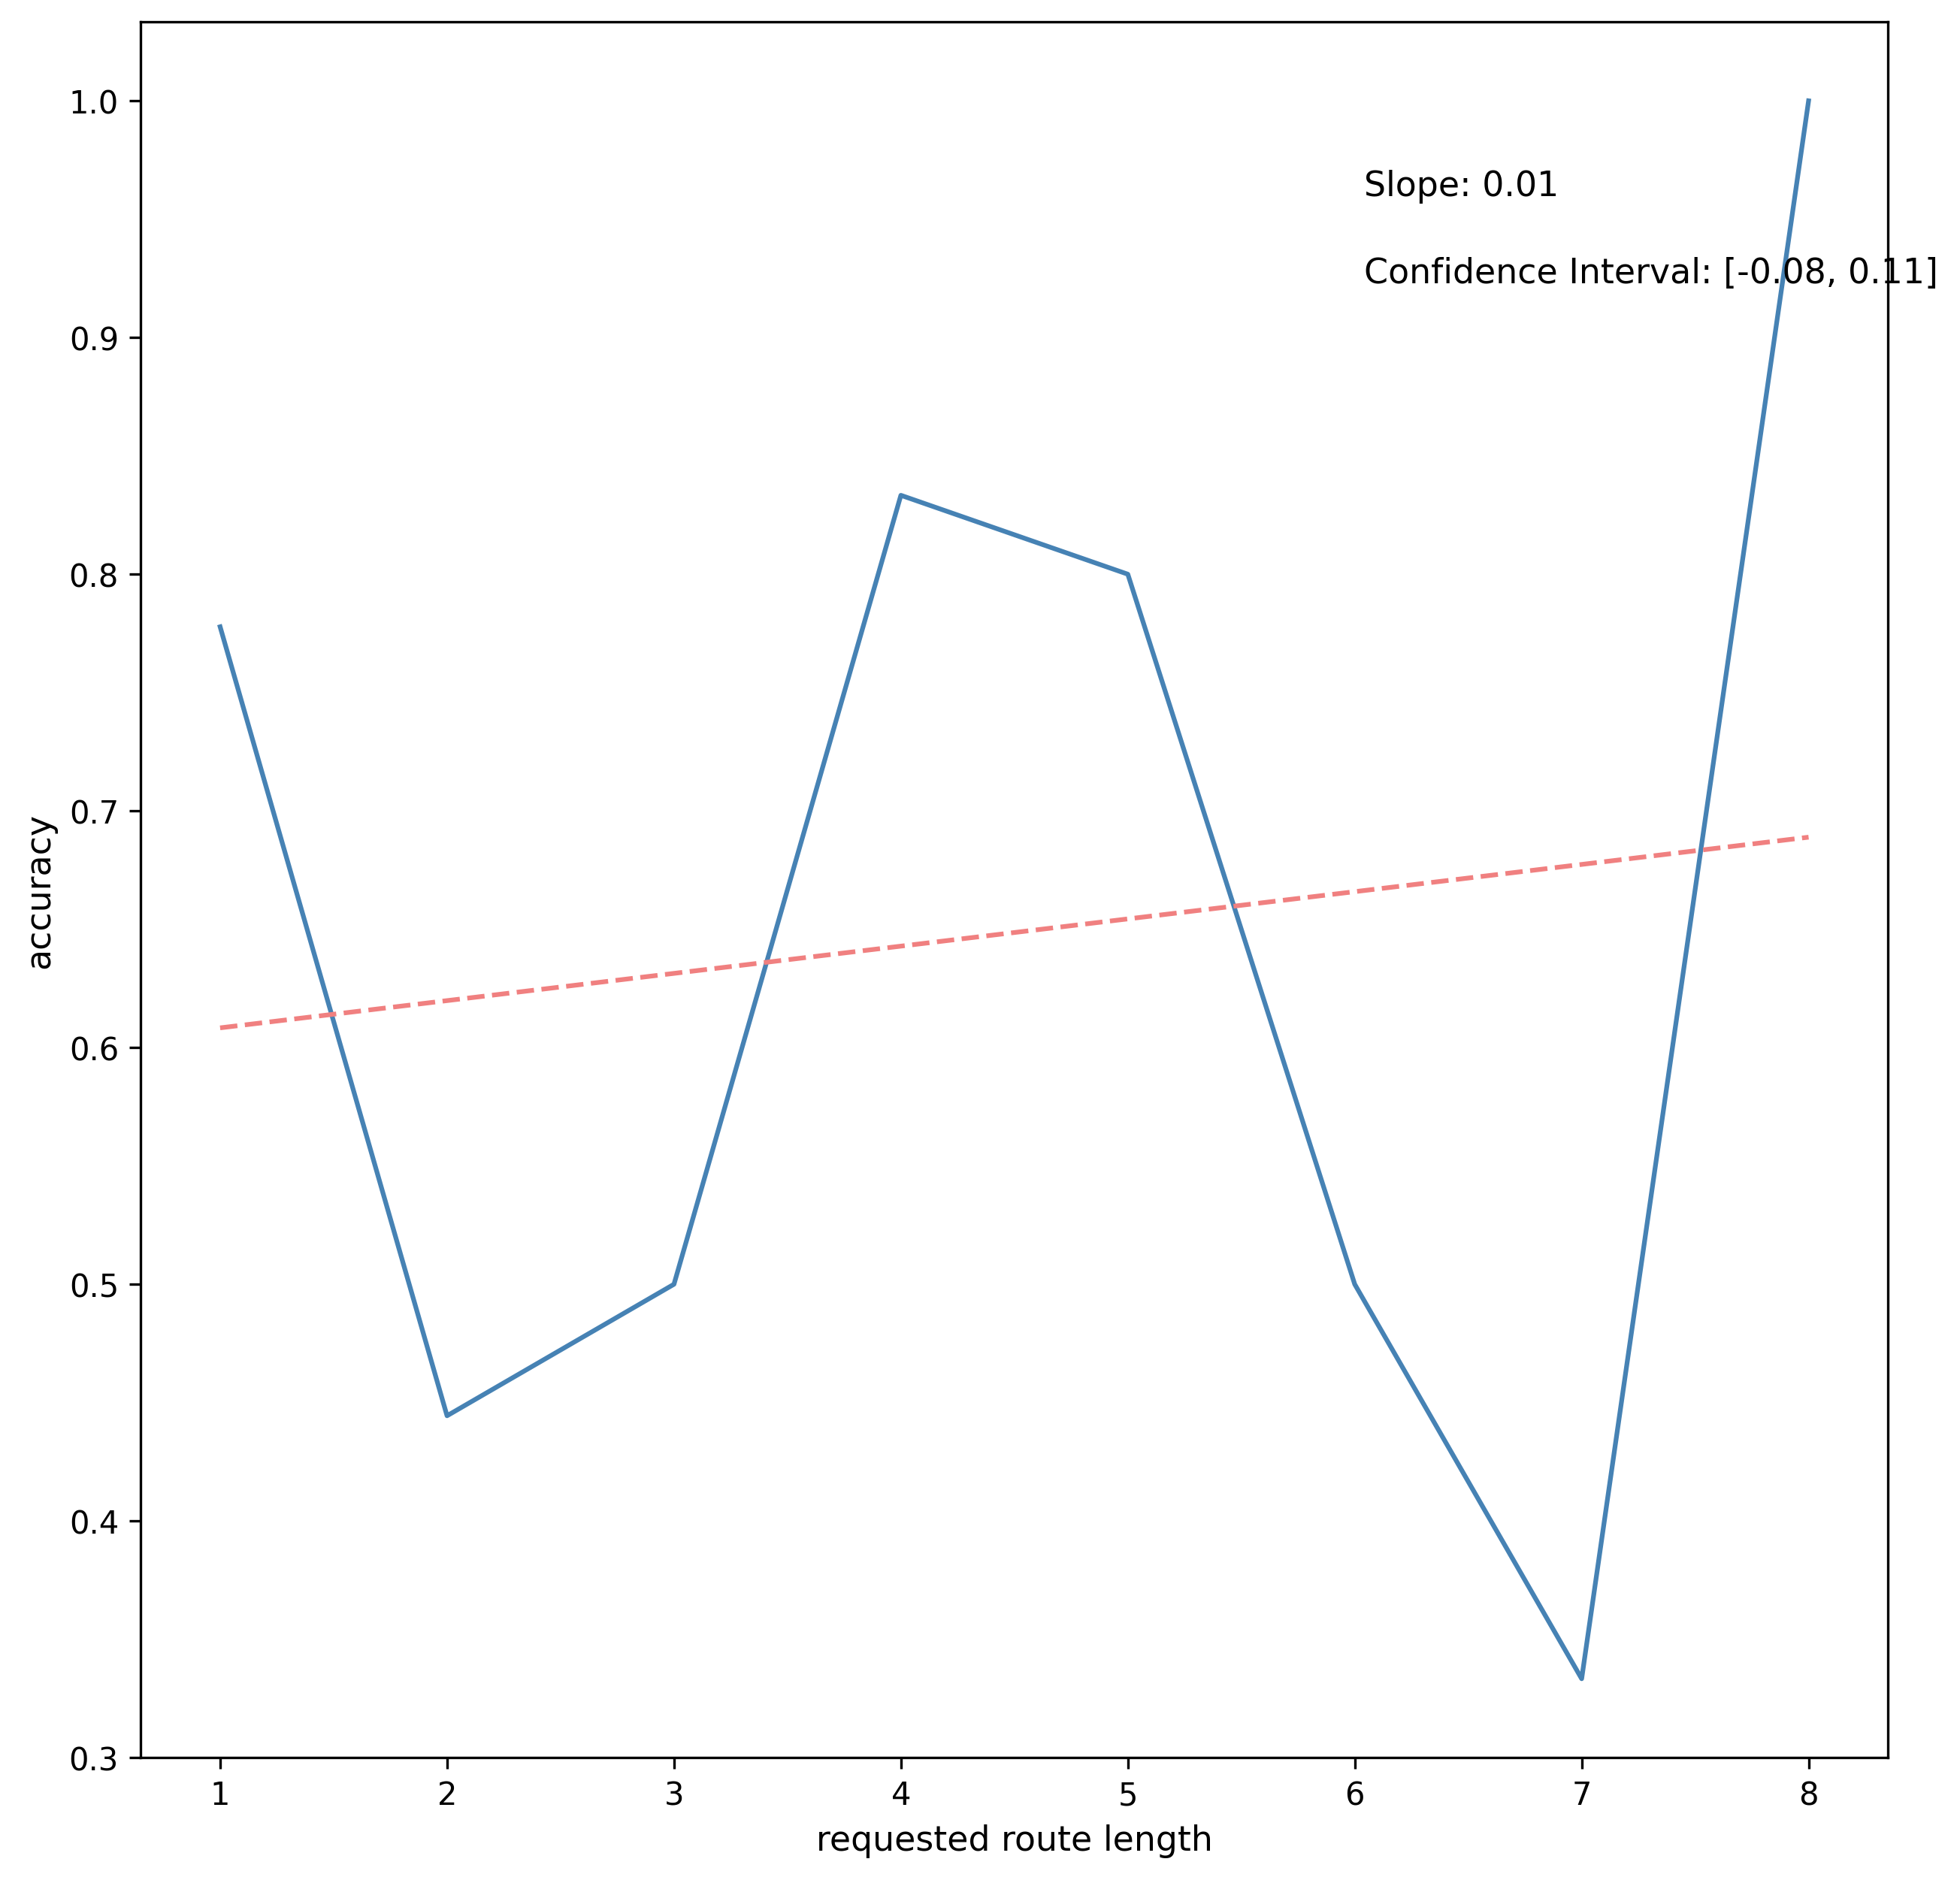 1.0
0.9
0.8
0.7
0.6
0.5
0.4
0.3
accuracy
Slope: 0.01
Confidence Interval: [-0.08, 0.11]
1 2 3 4 5 6 7 8
requested route length